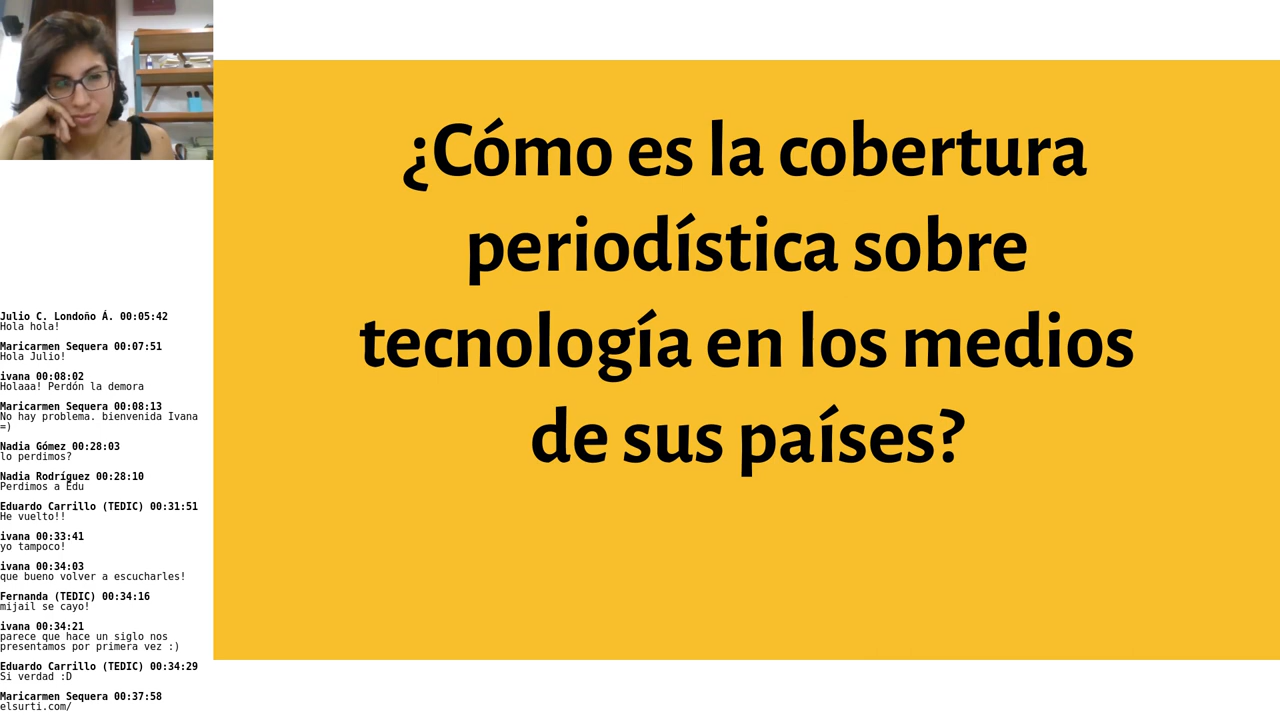 ¿Cómo es la cobertura
periodística sobre
tecnología en los medios
de sus países?
Julio C. Londoño Á. 00:05:42
Hola hola!
Maricarmen Sequera 00:07:51
Hola Julio!
ivana 00:08:02
Holaaa! Perdón la demora
Maricarmen Sequera 00:08:13
No hay problema. bienvenida Ivana
=)
Nadia Gómez 00:28:03
lo perdimos?
Nadia Rodríguez 00:28:10
Perdimos a Edu
Eduardo Carrillo (TEDIC) 00:31:51
He vuelto!!
ivana 00:33:41
yo tampoco!
ivana 00:34:03
que bueno volver a escucharles!
Fernanda (TEDIC) 00:34:16
mijail se cayo!
ivana 00:34:21
parece que hace un siglo nos
presentamos por primera vez :)
Eduardo Carrillo (TEDIC) 00:34:29
Si verdad :D
Maricarmen Sequera 00:37:58
elsurti.com/